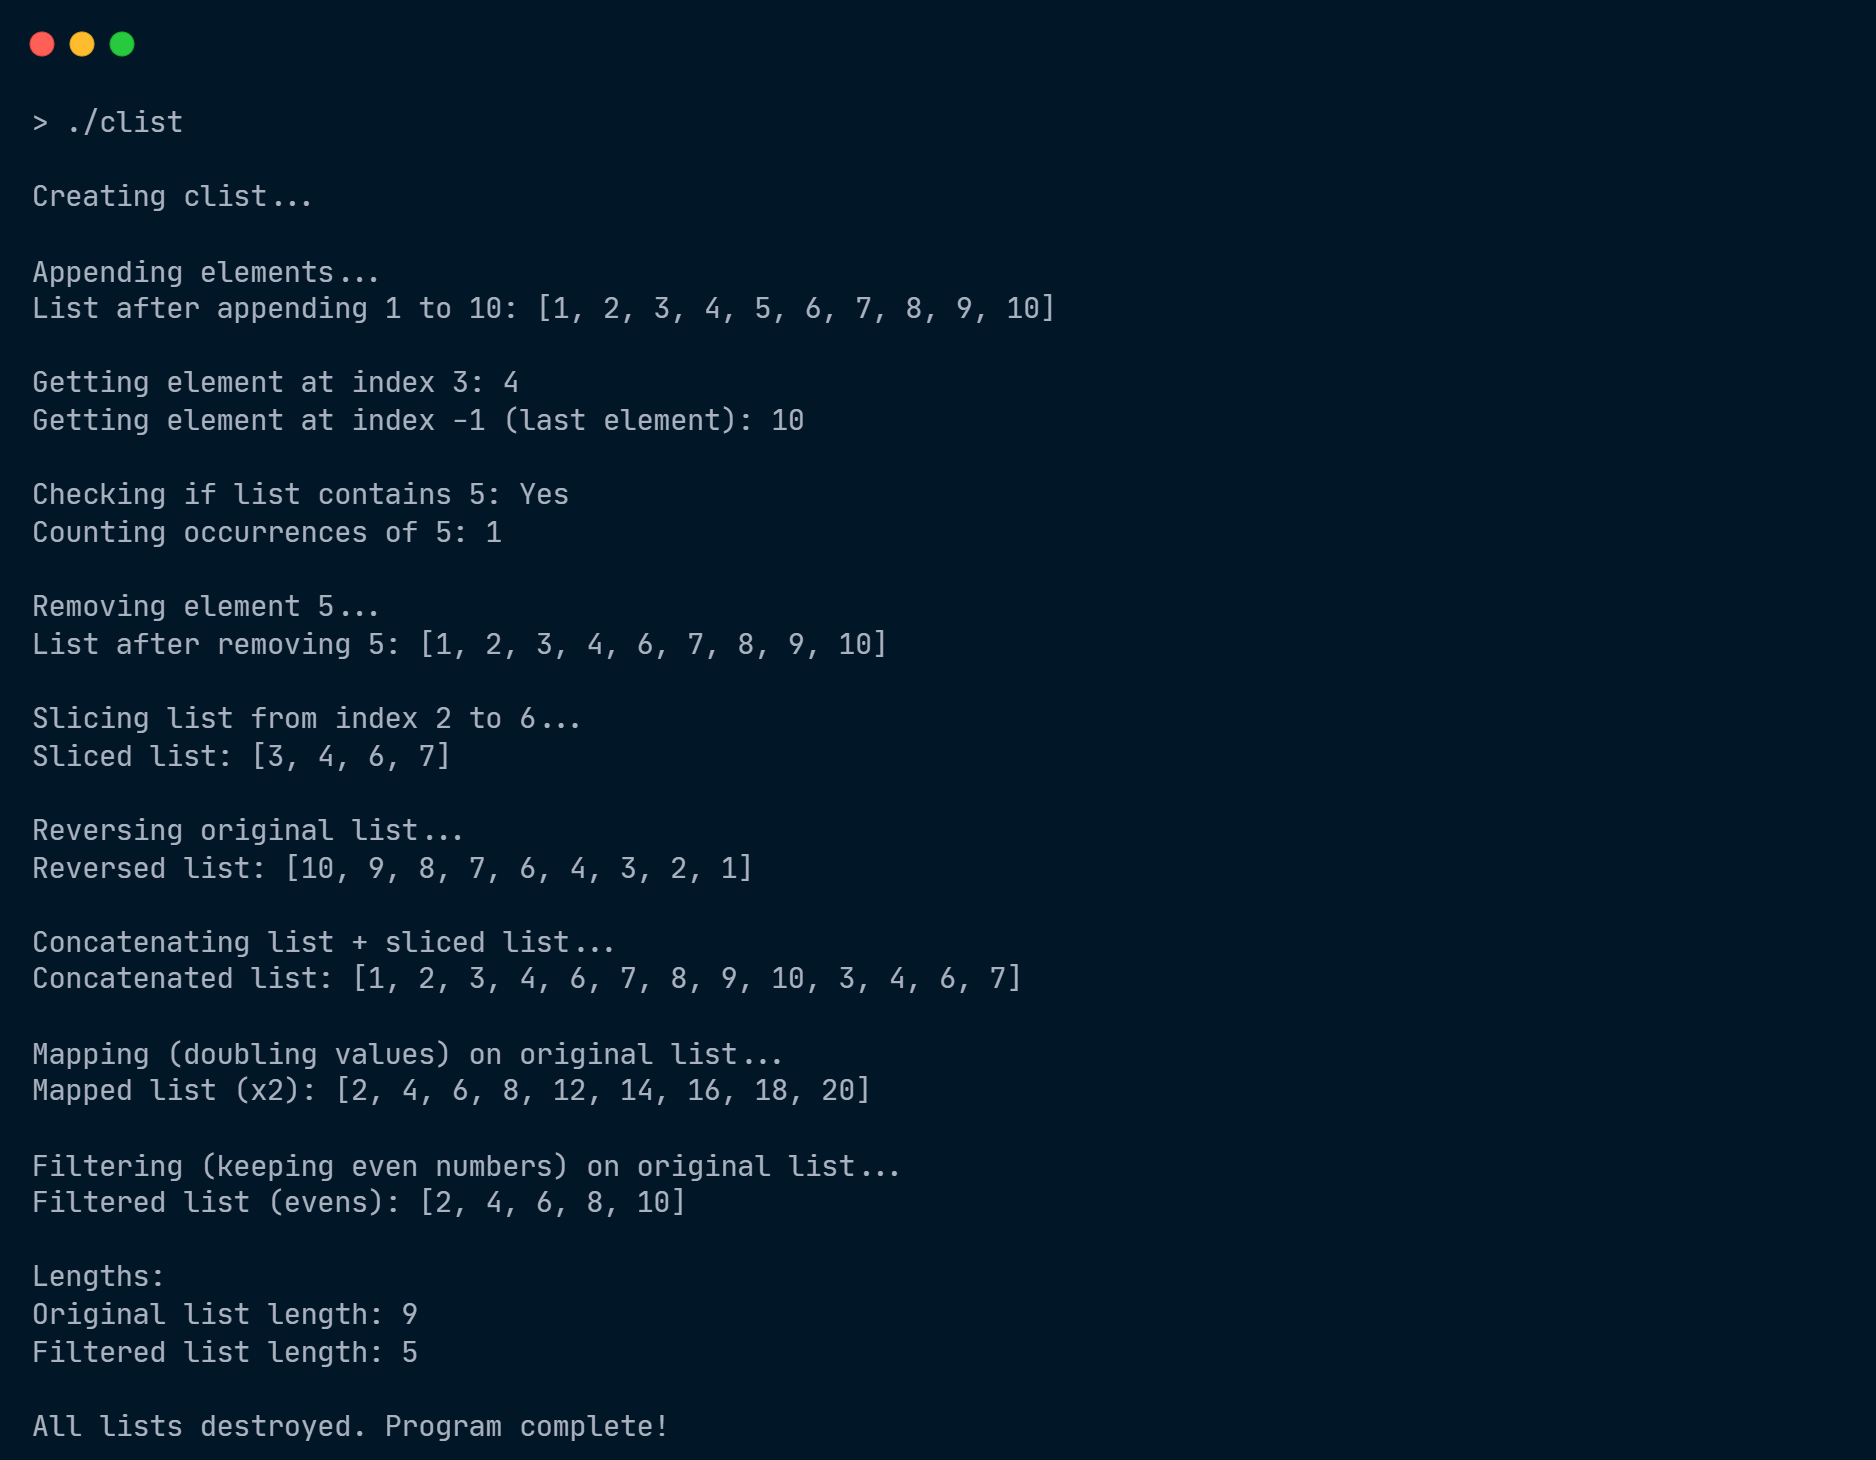 > ./clist
Creating clist...
Appending elements...
List after appending 1 to 10: [1, 2, 3, 4, 5, 6, 7, 8, 9, 10]
Getting element at index 3: 4
Getting element at index -1 (last element): 10
Checking if list contains 5: Yes
Counting occurrences of 5: 1
Removing element 5...
List after removing 5: [1, 2, 3, 4, 6, 7, 8, 9, 10]
Slicing list from index 2 to 6...
Sliced list: [3, 4, 6, 7]
Reversing original list...
Reversed list: [10, 9, 8, 7, 6, 4, 3, 2, 1]
Concatenating list + sliced list...
Concatenated list: [1, 2, 3, 4, 6, 7, 8, 9, 10, 3, 4, 6, 7]
Mapping (doubling values) on original list...
Mapped list (x2): [2, 4, 6, 8, 12, 14, 16, 18, 20]
Filtering (keeping even numbers) on original list...
Filtered list (evens): [2, 4, 6, 8, 10]
Lengths:
Original list length: 9
Filtered list length: 5
All lists destroyed. Program complete!